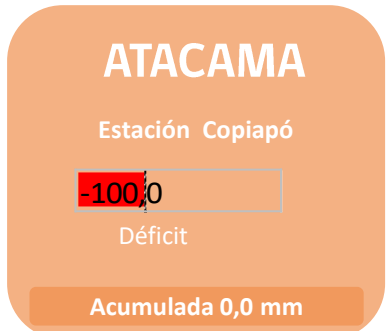 ATACAMA
Estación Copiapó
-100,0
Déficit
Acumulada 0,0 mm